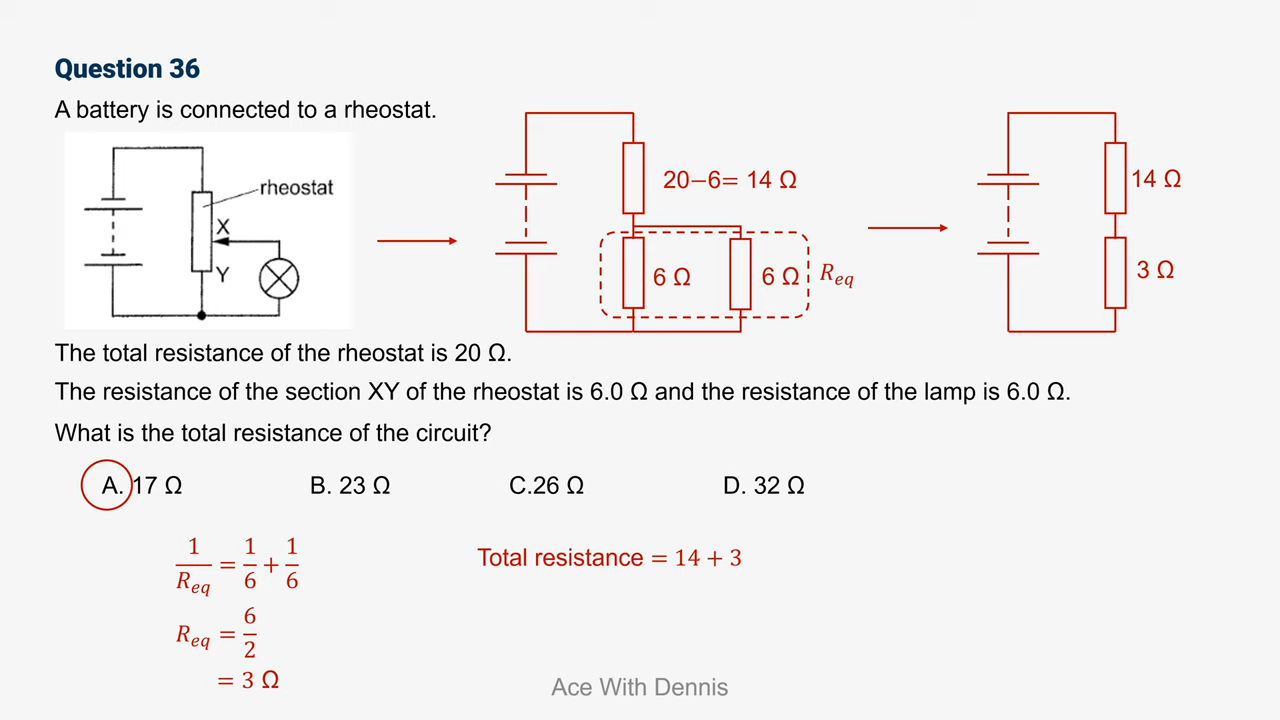 Question 36
A battery is connected to a rheostat.
rheostat
X
Y
20−6= 14 Ω
6 Ω
6 Ω
R_eq
14 Ω
3 Ω
The total resistance of the rheostat is 20 Ω.
The resistance of the section XY of the rheostat is 6.0 Ω and the resistance of the lamp is 6.0 Ω.
What is the total resistance of the circuit?
A. 17 Ω B. 23 Ω C.26 Ω D. 32 Ω
1/R_eq = 1/6 + 1/6
R_eq = 6/2
= 3 Ω
Total resistance = 14 + 3
Ace With Dennis